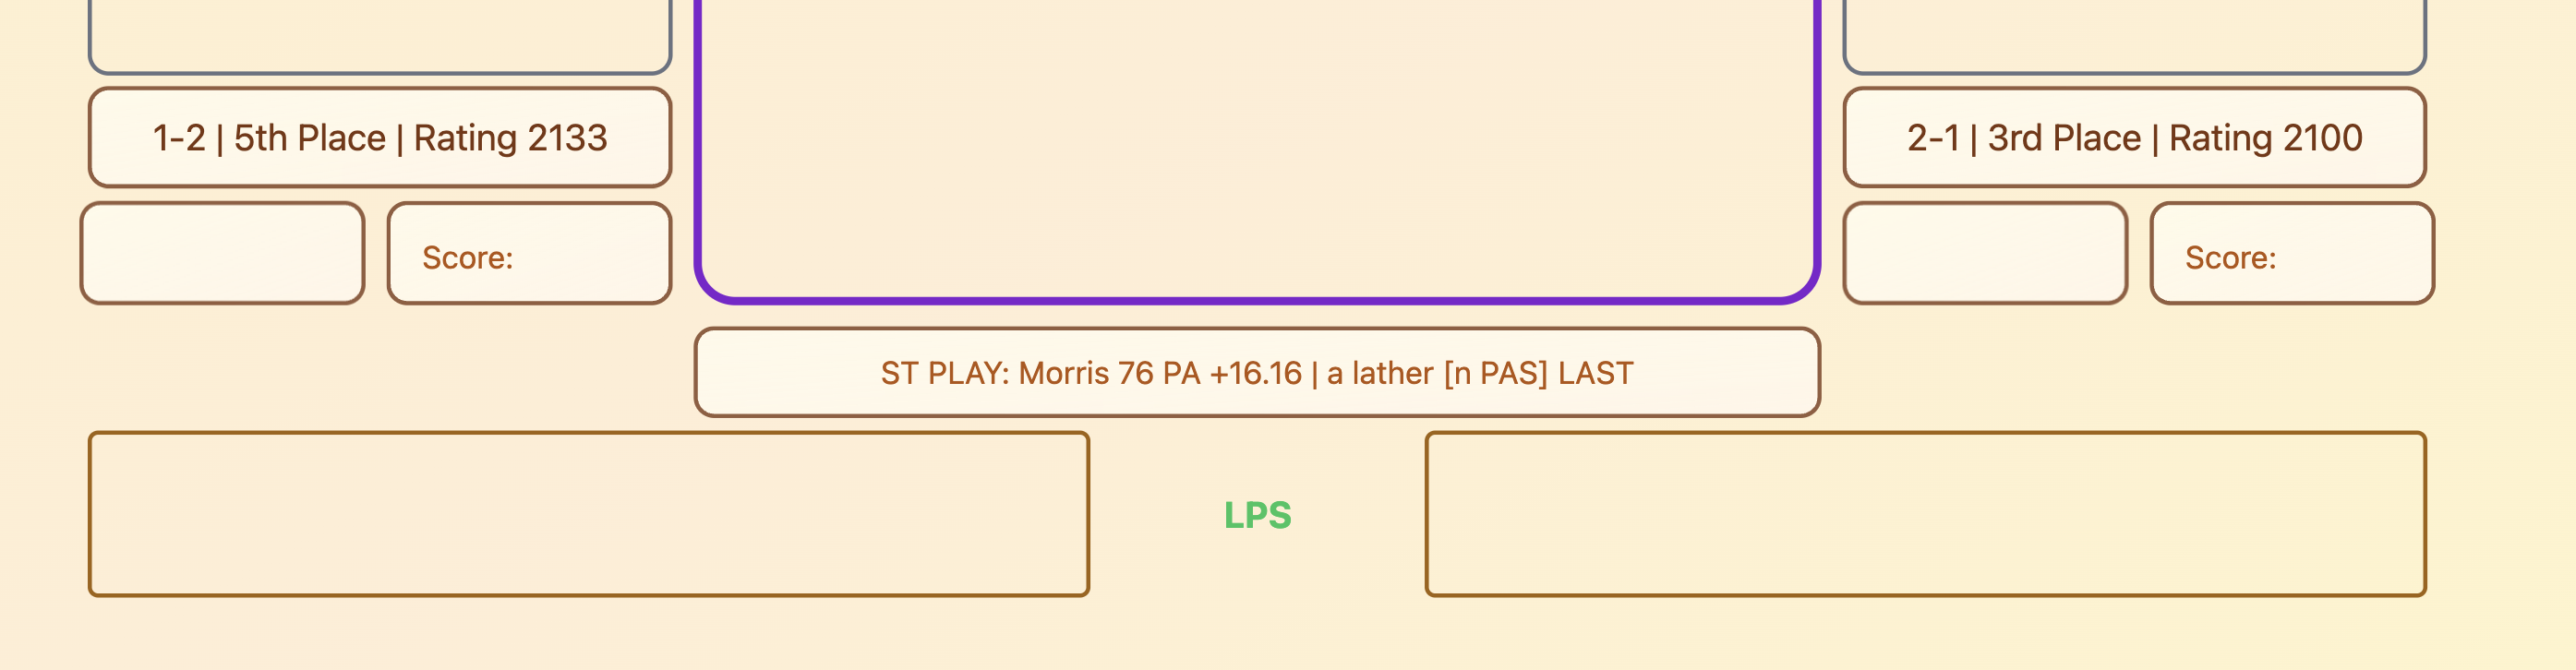 1-2 | 5th Place | Rating 2133
2-1 | 3rd Place | Rating 2100
Score:
Score:
ST PLAY: Morris 76 PA +16.16 | a lather [n PAS] LAST
LPS